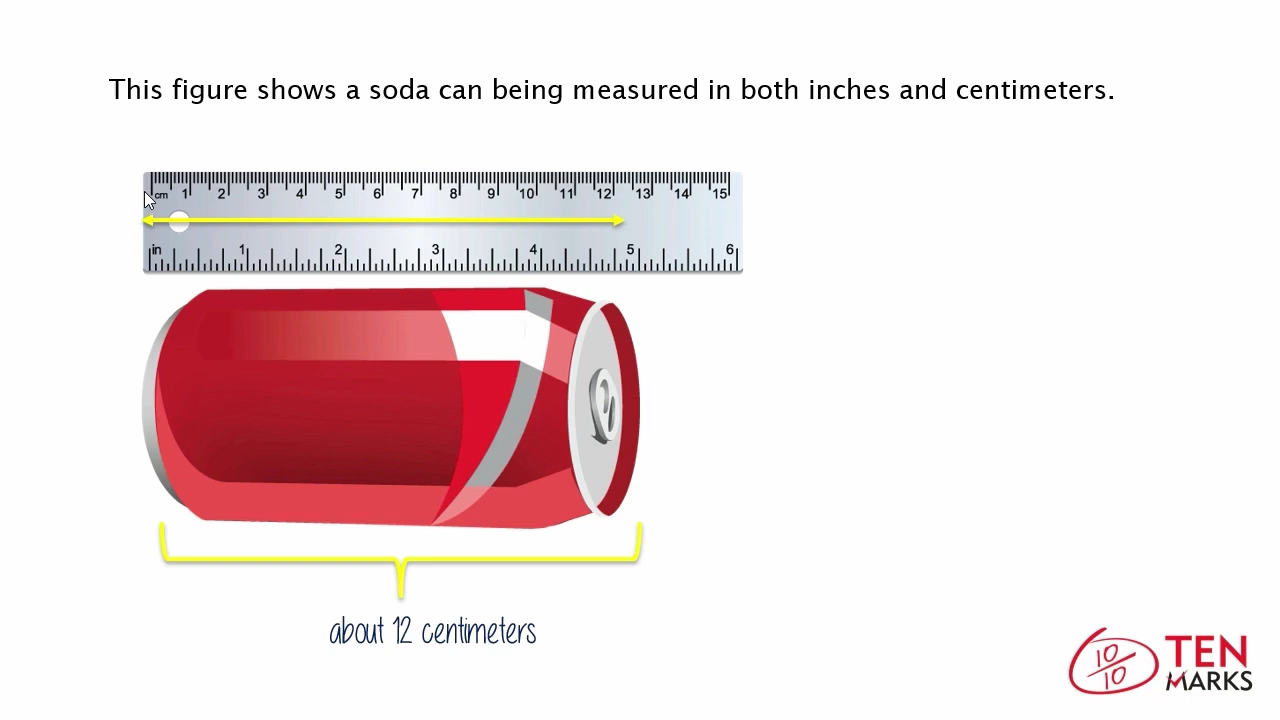 This figure shows a soda can being measured in both inches and centimeters.
cm 1 2 3 4 5 6 7 8 9 10 11 12 13 14 15
in 1 2 3 4 5 6
about 12 centimeters
10/10 TEN
MARKS